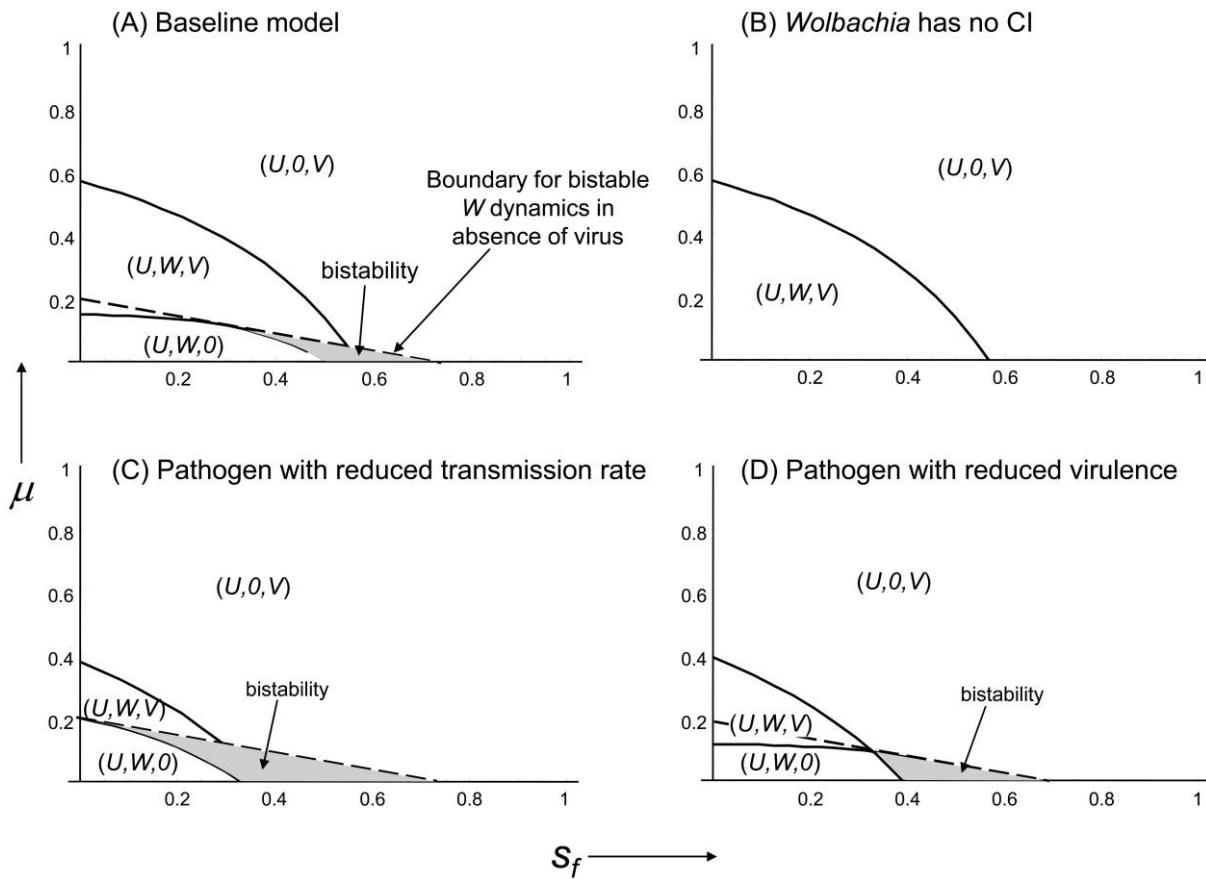 (A) Baseline model
1
0.8
0.6
0.4
0.2
(U,0,V)
Boundary for bistable
W dynamics in
absence of virus
bistability
(U,W,V)
(U,W,0)
0.2
0.4
0.6
0.8
1
(B) Wolbachia has no CI
1
0.8
0.6
0.4
0.2
(U,0,V)
(U,W,V)
0.2
0.4
0.6
0.8
1
μ
(C) Pathogen with reduced transmission rate
1
0.8
0.6
0.4
0.2
(U,0,V)
bistability
(U,W,V)
(U,W,0)
0.2
0.4
0.6
0.8
1
(D) Pathogen with reduced virulence
1
0.8
0.6
0.4
0.2
(U,0,V)
bistability
(U,W,V)
(U,W,0)
0.2
0.4
0.6
0.8
1
sf